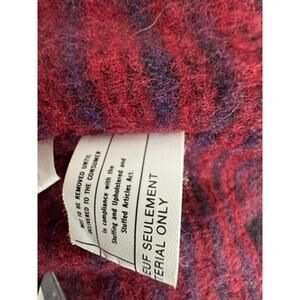 NOT TO BE REMOVED UNTIL
DELIVERED TO THE CONSUMER
in compliance with the
Stuffing and Upholstered and
Stuffed Articles Act.
EUF SEULEMENT
TERIAL ONLY